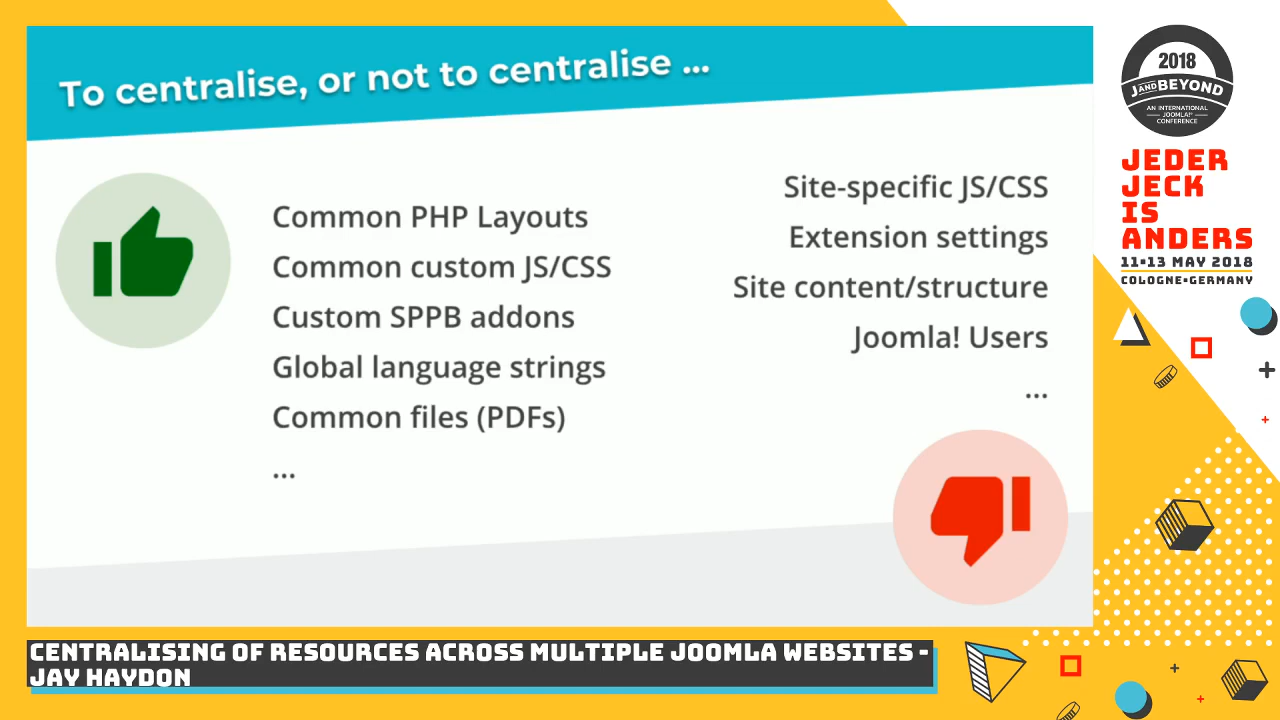 To centralise, or not to centralise ...
Common PHP Layouts
Common custom JS/CSS
Custom SPPB addons
Global language strings
Common files (PDFs)
...
Site-specific JS/CSS
Extension settings
Site content/structure
Joomla! Users
...
2018
J AND BEYOND
AN INTERNATIONAL
JOOMLA!®
CONFERENCE
JEDER
JECK
IS
ANDERS
11-13 MAY 2018
COLOGNE-GERMANY
CENTRALISING OF RESOURCES ACROSS MULTIPLE JOOMLA WEBSITES -
JAY HAYDON